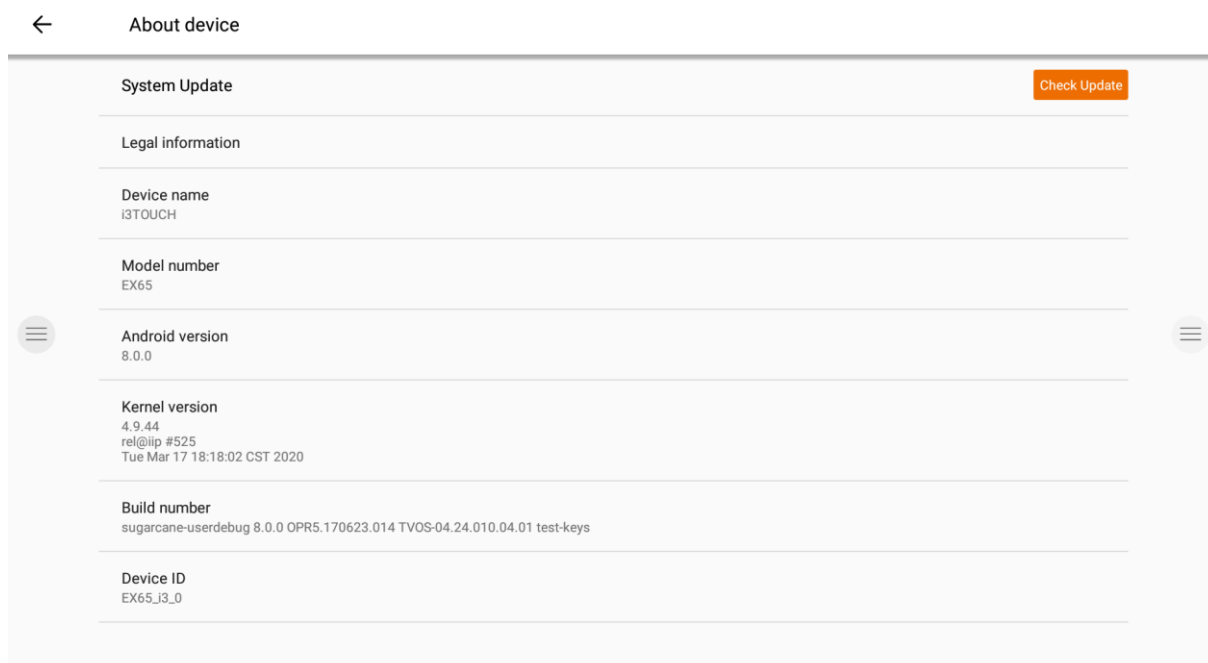 About device
System Update
Check Update
Legal information
Device name
i3TOUCH
Model number
EX65
Android version
8.0.0
Kernel version
4.9.44
rel@iip #525
Tue Mar 17 18:18:02 CST 2020
Build number
sugarcane-userdebug 8.0.0 OPR5.170623.014 TVOS-04.24.010.04.01 test-keys
Device ID
EX65_i3_0